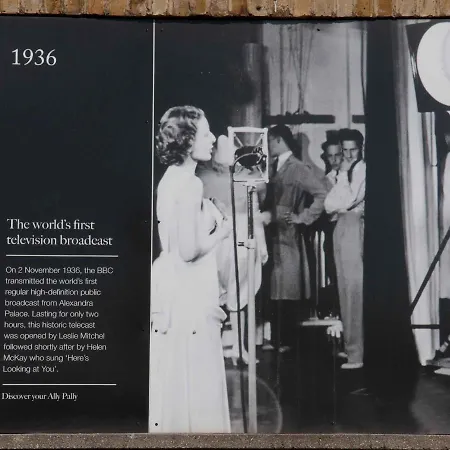 1936
The world's first
television broadcast
On 2 November 1936, the BBC
transmitted the world's first
regular high-definition public
broadcast from Alexandra
Palace. Lasting for only two
hours, this historic telecast
was opened by Leslie Mitchel
followed shortly after by Helen
McKay who sung 'Here's
Looking at You'.
Discover your Ally Pally